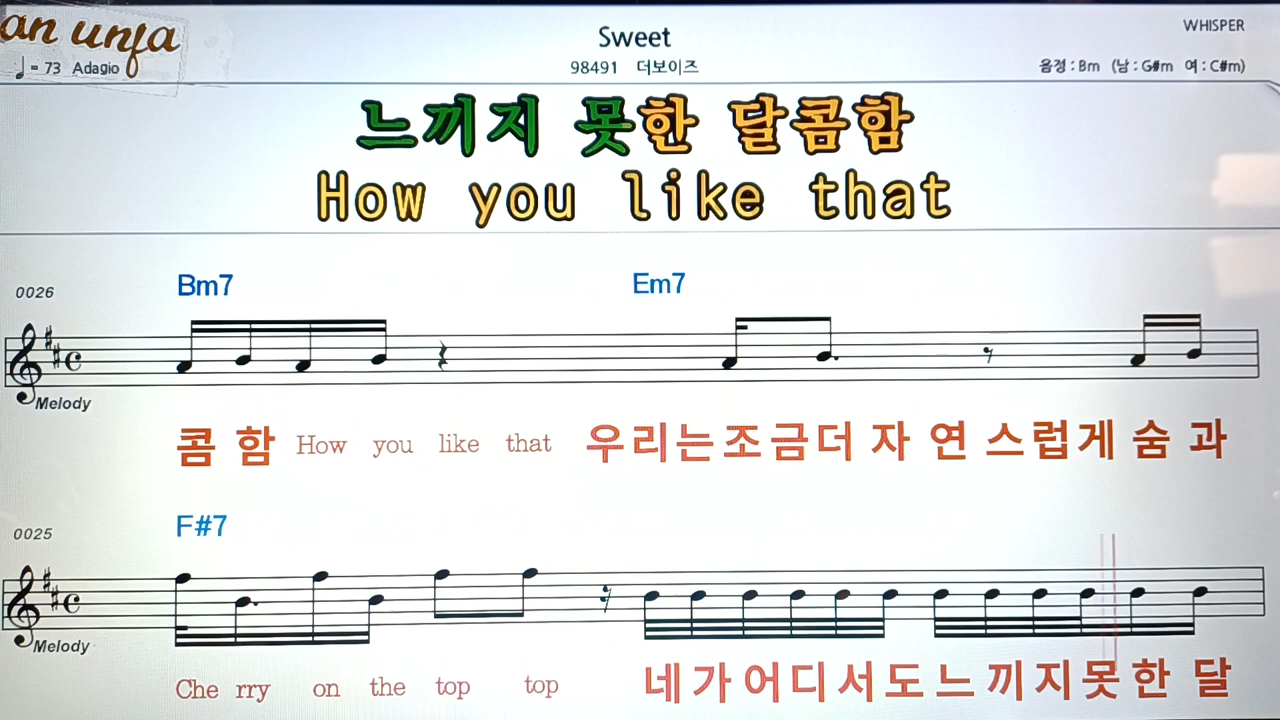 an unfa
Sweet
WHISPER
♩= 73 Adagio
98491 더보이즈
음정 : Bm (남 : G#m 여 : C#m)
느끼지 못한 달콤함
How you like that
0026
Bm7 Em7
Melody
콤 함 How you like that 우리는조금더 자 연 스럽게 숨 과
0025
F#7
Melody
Che rry on the top top 네가어디서도느끼지못한 달